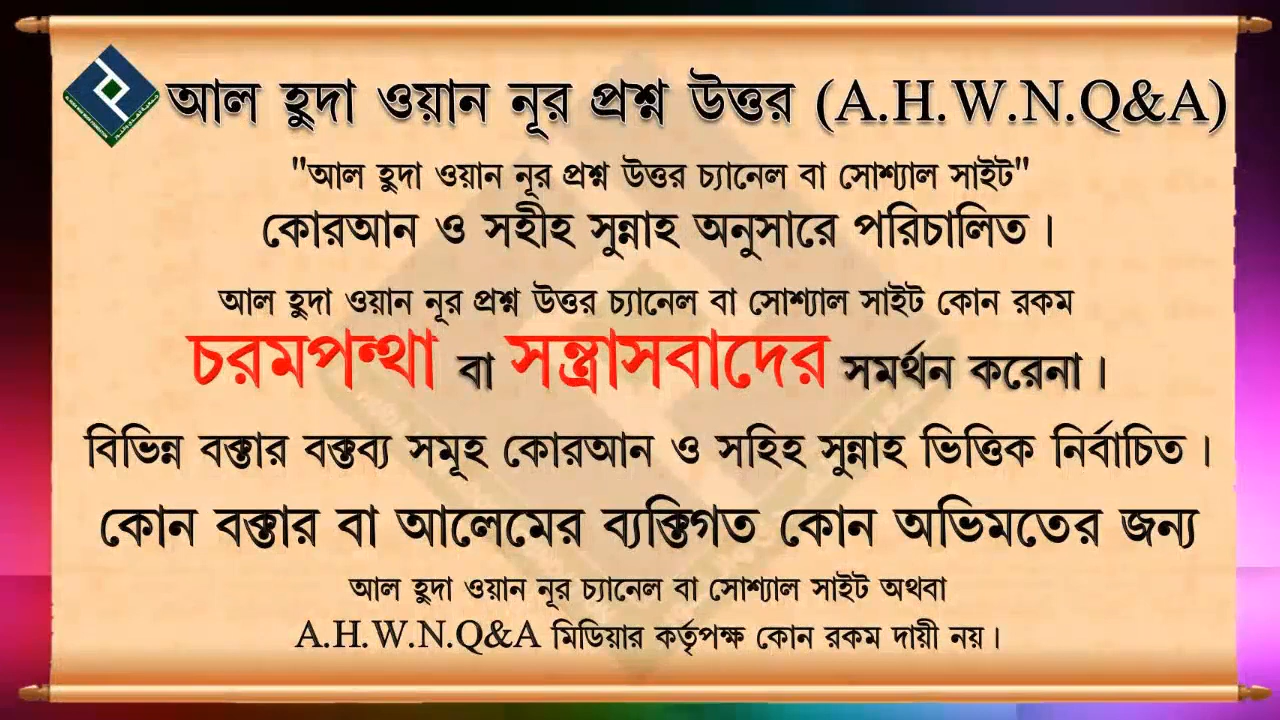 আল হুদা ওয়ান নূর প্রশ্ন উত্তর (A.H.W.N.Q&A)
"আল হুদা ওয়ান নূর প্রশ্ন উত্তর চ্যানেল বা সোশ্যাল সাইট"
কোরআন ও সহীহ সুন্নাহ অনুসারে পরিচালিত।
আল হুদা ওয়ান নূর প্রশ্ন উত্তর চ্যানেল বা সোশ্যাল সাইট কোন রকম
চরমপন্থা বা সন্ত্রাসবাদের সমর্থন করেনা।
বিভিন্ন বক্তার বক্তব্য সমূহ কোরআন ও সহিহ সুন্নাহ ভিত্তিক নির্বাচিত।
কোন বক্তার বা আলেমের ব্যক্তিগত কোন অভিমতের জন্য
আল হুদা ওয়ান নূর চ্যানেল বা সোশ্যাল সাইট অথবা
A.H.W.N.Q&A মিডিয়ার কর্তৃপক্ষ কোন রকম দায়ী নয়।